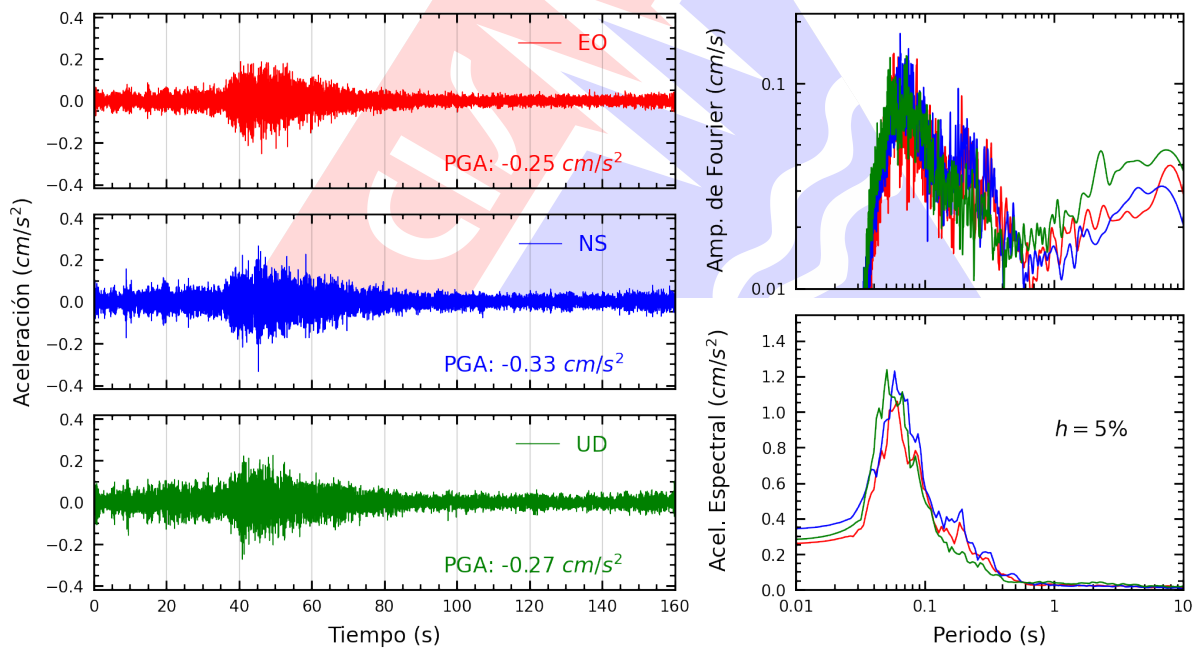 Aceleración (cm/s²)
0.4
0.2
0.0
−0.2
−0.4
EO
PGA: -0.25 cm/s²
0.4
0.2
0.0
−0.2
−0.4
NS
PGA: -0.33 cm/s²
0.4
0.2
0.0
−0.2
−0.4
UD
PGA: -0.27 cm/s²
0 20 40 60 80 100 120 140 160
Tiempo (s)
Amp. de Fourier (cm/s)
0.1
0.01
Acel. Espectral (cm/s²)
1.4
1.2
1.0
0.8
0.6
0.4
0.2
0.0
h = 5%
0.01 0.1 1 10
Periodo (s)